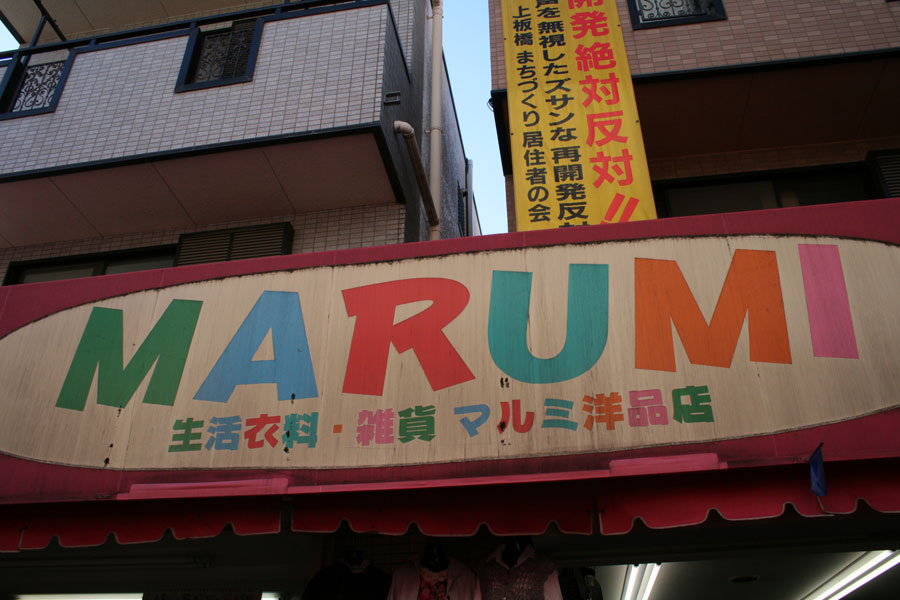 開発絶対反対!!
声を無視したズサンな再開発反対
上板橋 まちづくり 居住者の会
MARUMI
生活衣料・雑貨 マルミ洋品店